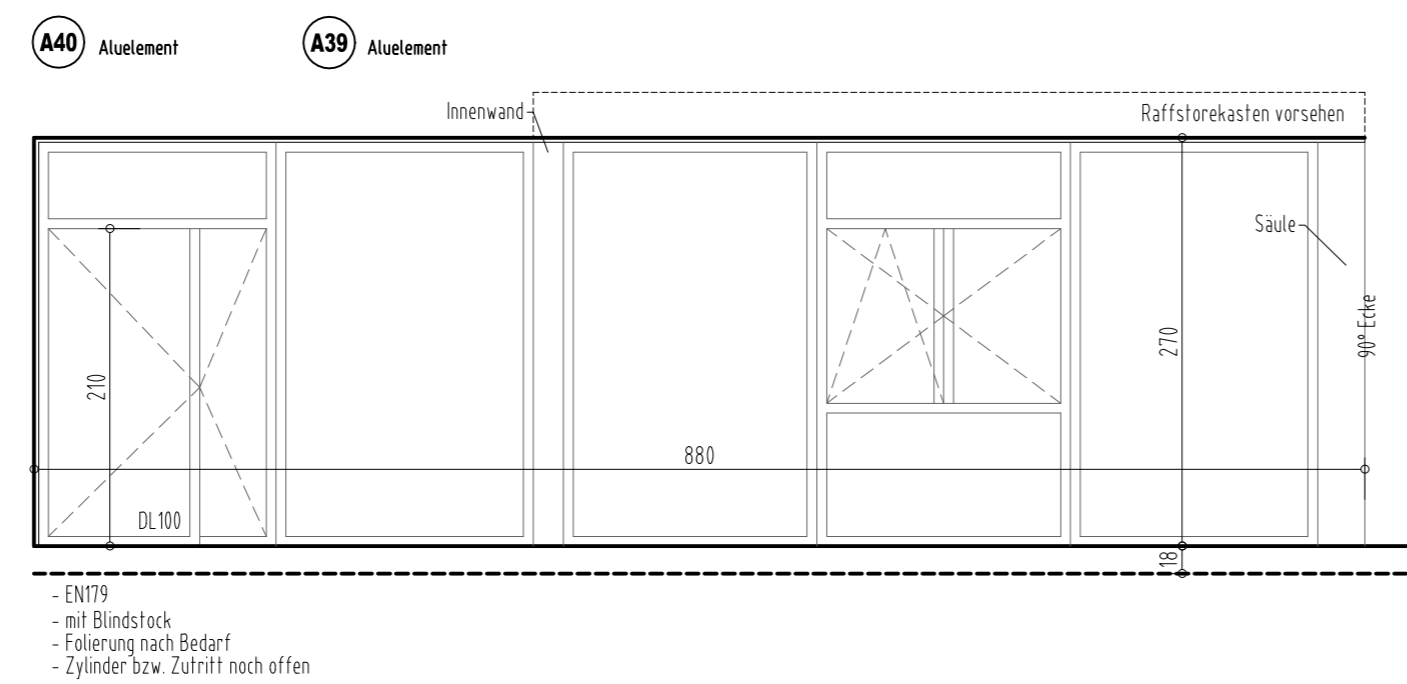 A40 Aluelement A39 Aluelement
Innenwand
Raffstorekasten vorsehen
Säule
90° Ecke
270
210
880
DL100
18
- EN179
- mit Blindstock
- Folierung nach Bedarf
- Zylinder bzw. Zutritt noch offen